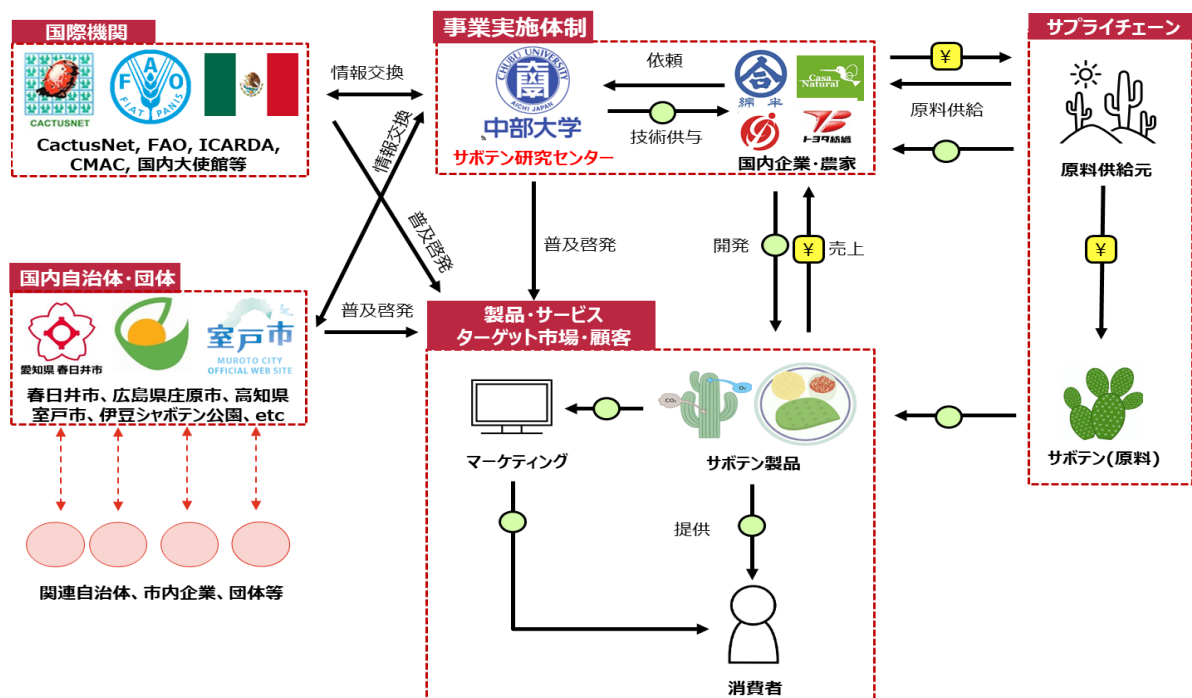 国際機関
CACTUSNET
FAO
FIAT PANIS
CactusNet, FAO, ICARDA,
CMAC, 国内大使館等
情報交換
情報交換
普及啓発
事業実施体制
CHUBU UNIVERSITY
AICHI JAPAN
中部大学
サボテン研究センター
依頼
技術供与
合
綿半
Casa
Natural
トヨタ紡織
国内企業・農家
¥
原料供給
サプライチェーン
原料供給元
¥
サボテン(原料)
普及啓発
開発
¥
売上
国内自治体・団体
愛知県 春日井市
室戸市
MUROTO CITY
OFFICIAL WEB SITE
春日井市、広島県庄原市、高知県
室戸市、伊豆シャボテン公園、etc
普及啓発
関連自治体、市内企業、団体等
製品・サービス
ターゲット市場・顧客
マーケティング
CO₂
O₂
サボテン製品
提供
消費者